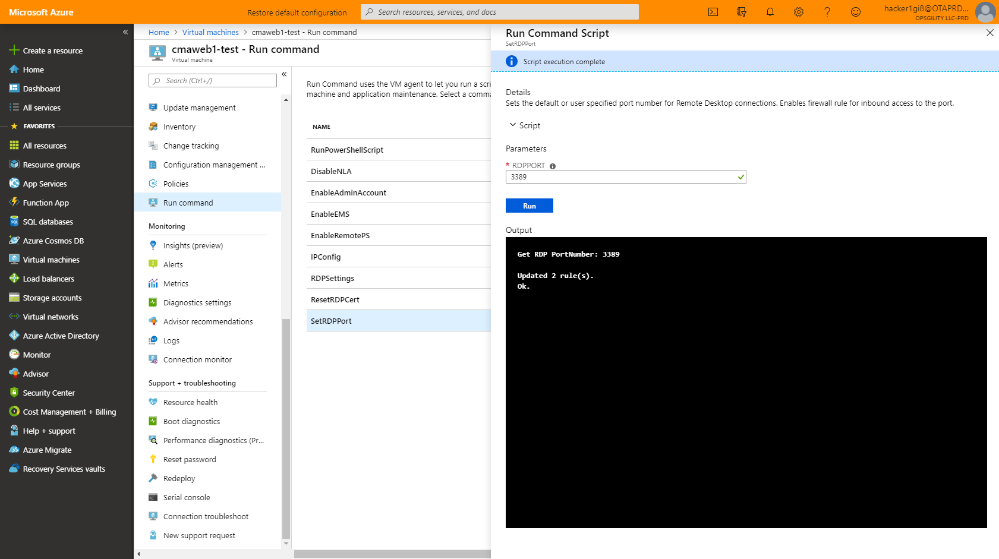 Microsoft Azure
Restore default configuration
Search resources, services, and docs
hacker1gi8@OTAPRD...
OPSGILITY LLC-PRD
Create a resource
Home
Dashboard
All services
FAVORITES
All resources
Resource groups
App Services
Function App
SQL databases
Azure Cosmos DB
Virtual machines
Load balancers
Storage accounts
Virtual networks
Azure Active Directory
Monitor
Advisor
Security Center
Cost Management + Billing
Help + support
Azure Migrate
Recovery Services vaults
Home > Virtual machines > cmaweb1-test - Run command
cmaweb1-test - Run command
Virtual machine
Search (Ctrl+/)
Update management
Inventory
Change tracking
Configuration management ...
Policies
Run command
Monitoring
Insights (preview)
Alerts
Metrics
Diagnostics settings
Advisor recommendations
Logs
Connection monitor
Support + troubleshooting
Resource health
Boot diagnostics
Performance diagnostics (Pr...
Reset password
Redeploy
Serial console
Connection troubleshoot
New support request
Run Command uses the VM agent to let you run a scri
machine and application maintenance. Select a comma
NAME
RunPowerShellScript
DisableNLA
EnableAdminAccount
EnableEMS
EnableRemotePS
IPConfig
RDPSettings
ResetRDPCert
SetRDPPort
Run Command Script
SetRDPPort
Script execution complete
Details
Sets the default or user specified port number for Remote Desktop connections. Enables firewall rule for inbound access to the port.
Script
Parameters
* RDPPORT
3389
Run
Output
Get RDP PortNumber: 3389
Updated 2 rule(s).
Ok.